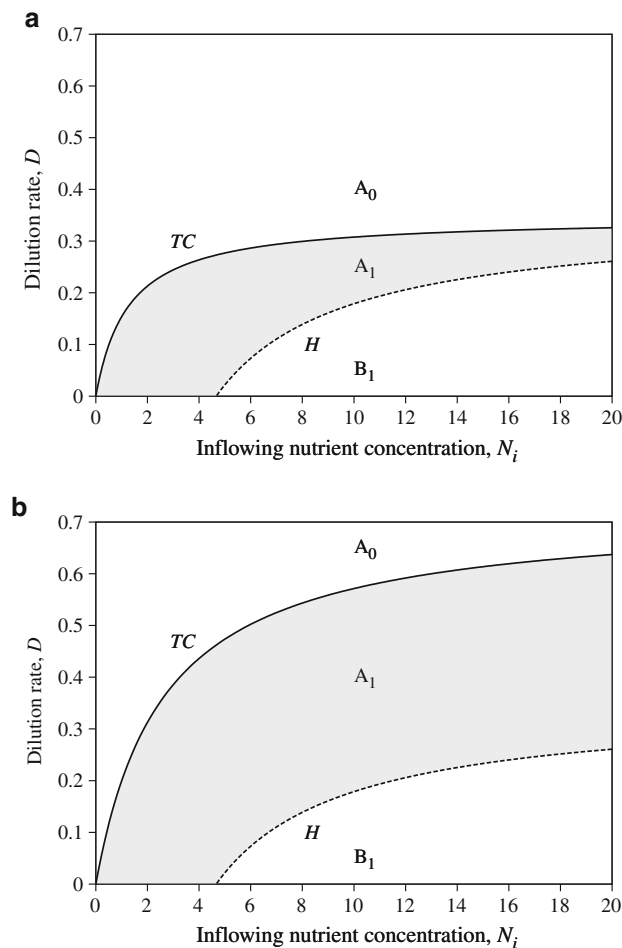 a
0.7
0.6
0.5
0.4
0.3
0.2
0.1
0
Dilution rate, D
A0
TC
A1
H
B1
0 2 4 6 8 10 12 14 16 18 20
Inflowing nutrient concentration, Ni
b
0.7
0.6
0.5
0.4
0.3
0.2
0.1
0
Dilution rate, D
A0
TC
A1
H
B1
0 2 4 6 8 10 12 14 16 18 20
Inflowing nutrient concentration, Ni